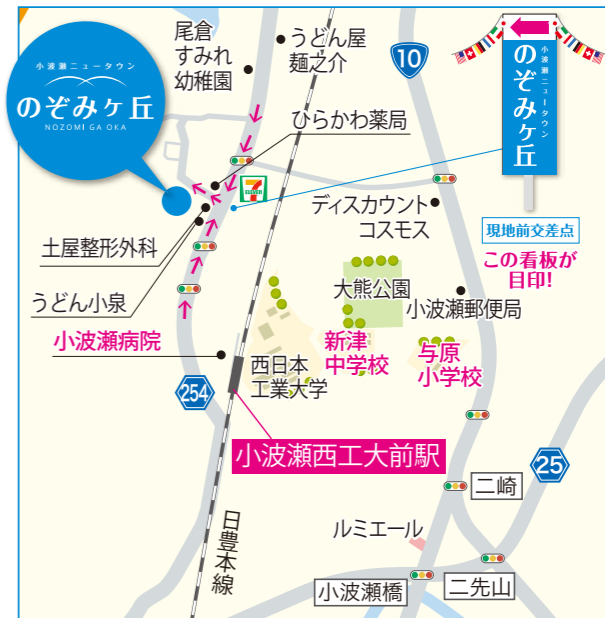 尾倉
すみれ
幼稚園
うどん屋
麺之介
10
小波瀬ニュータウン
のぞみヶ丘
小波瀬ニュータウン
のぞみヶ丘
NOZOMI GA OKA
ひらかわ薬局
7
ELEVEN
ディスカウント
コスモス
現地前交差点
この看板が
目印!
土屋整形外科
うどん小泉
大熊公園
小波瀬郵便局
小波瀬病院
西日本
工業大学
新津
中学校
与原
小学校
254
小波瀬西工大前駅
25
二崎
日豊本線
ルミエール
小波瀬橋
二先山